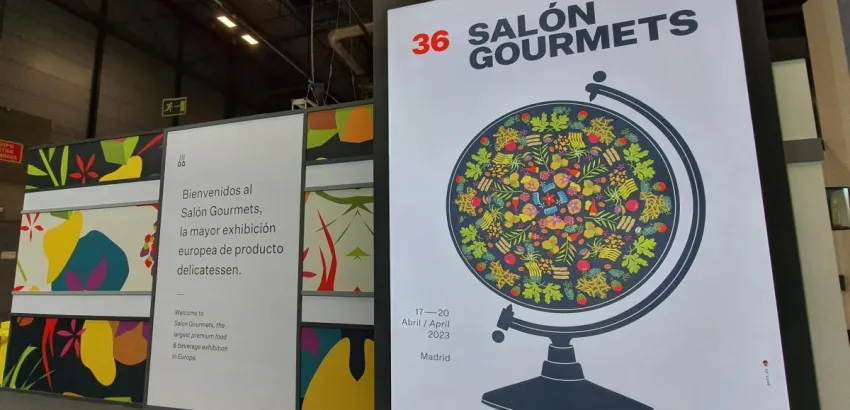 36 SALÓN
GOURMETS
Bienvenidos al
Salón Gourmets,
la mayor exhibición
europea de producto
delicatessen.
Welcome to
Salon Gourmets, the
largest premium food
& beverage exhibition
in Europe.
17—20
Abril / April
2023
Madrid